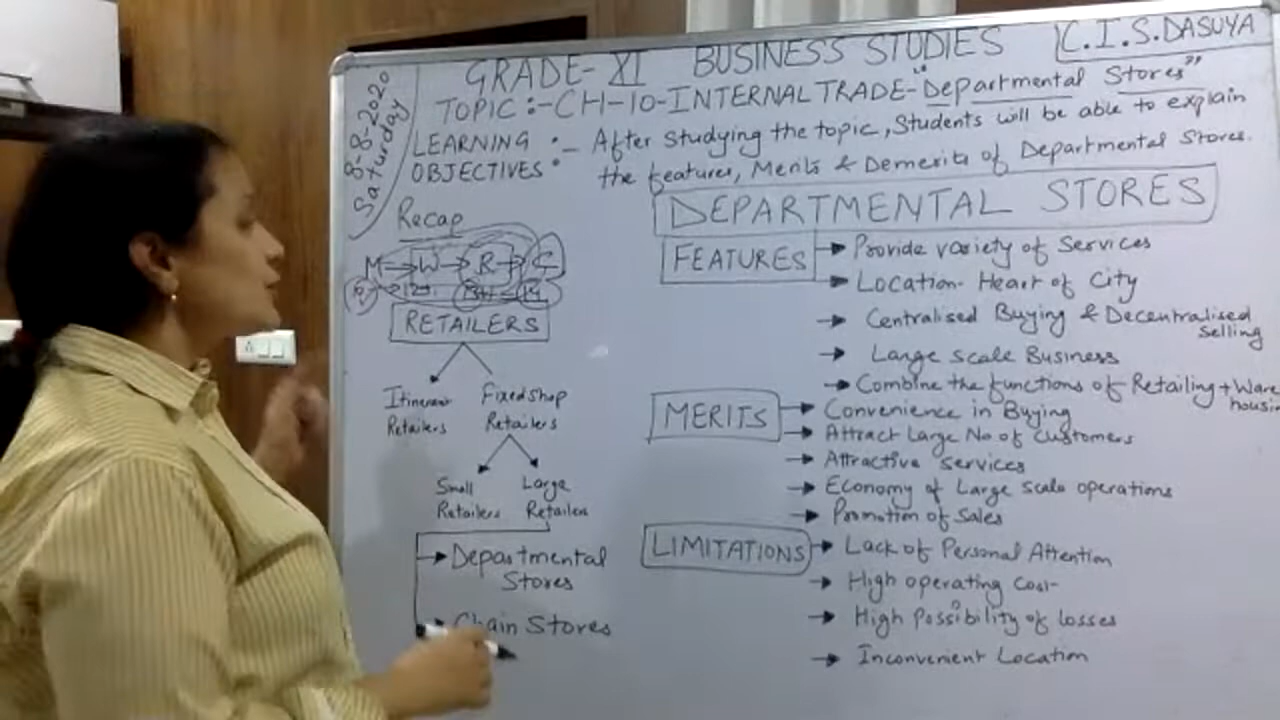 8-8-2020
Saturday
GRADE-XI BUSINESS STUDIES C.I.S.DASUYA
TOPIC:-CH-10-INTERNAL TRADE-"Departmental Stores"
LEARNING OBJECTIVES :- After studying the topic, Students will be able to explain
the features, Merits & Demerits of Departmental Stores.
Recap
M → W → R → C
RETAILERS
Itinerant Retailers
Fixed shop Retailers
Small Retailers
Large Retailers
→ Departmental
Stores
→ Chain Stores
DEPARTMENTAL STORES
FEATURES → Provide variety of Services
→ Location- Heart of City
→ Centralised Buying & Decentralised
selling
→ Large scale Business
→ Combine the functions of Retailing + Ware
housin
MERITS → Convenience in Buying
→ Attract Large No of Customers
→ Attractive services
→ Economy of Large scale operations
→ Promotion of Sales
LIMITATIONS → Lack of Personal Attention
→ High operating Cost
→ High possibility of losses
→ Inconvenient Location